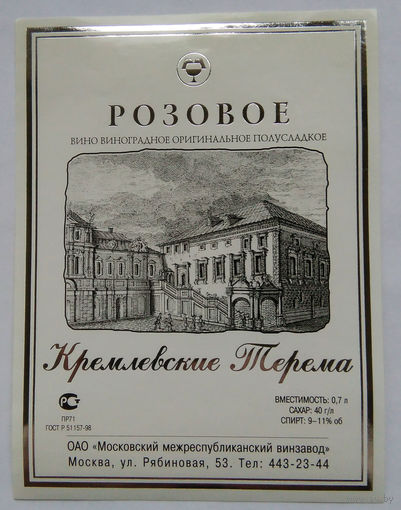 РОЗОВОЕ
ВИНО ВИНОГРАДНОЕ ОРИГИНАЛЬНОЕ ПОЛУСЛАДКОЕ
Кремлевские Терема
ПР71
ГОСТ Р 51157-98
ВМЕСТИМОСТЬ: 0,7 л
САХАР: 40 г/л
СПИРТ: 9–11% об
ОАО «Московский межреспубликанский винзавод»
Москва, ул. Рябиновая, 53. Тел: 443-23-44